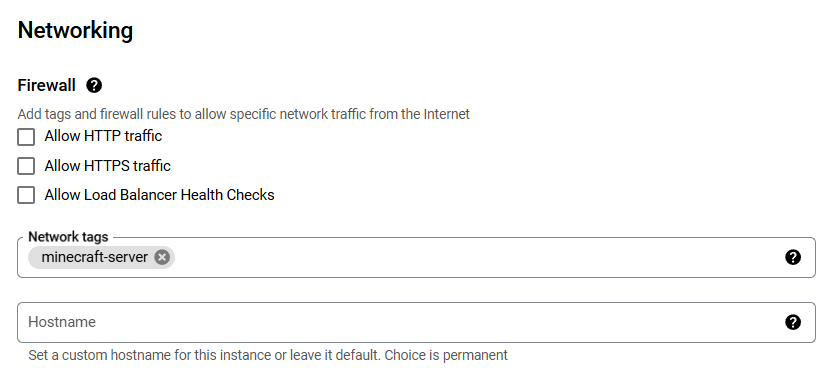 Networking
Firewall
Add tags and firewall rules to allow specific network traffic from the Internet
Allow HTTP traffic
Allow HTTPS traffic
Allow Load Balancer Health Checks
Network tags
minecraft-server
Hostname
Set a custom hostname for this instance or leave it default. Choice is permanent